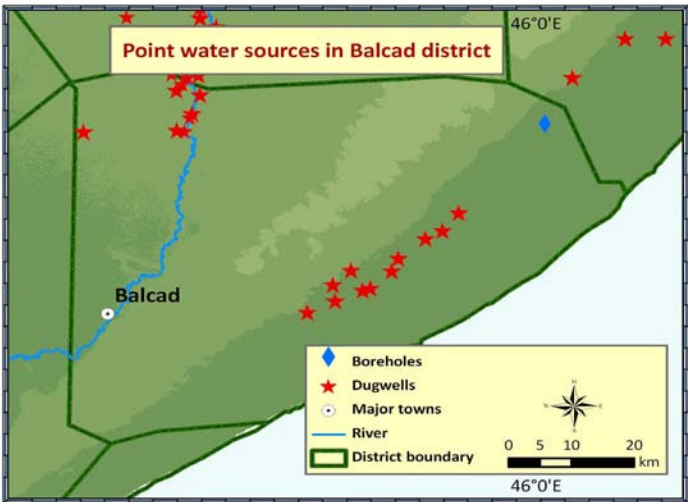 46°0'E
Point water sources in Balcad district
Balcad
Boreholes
Dugwells
Major towns
River
District boundary
N
W E
S
0 5 10 20
km
46°0'E